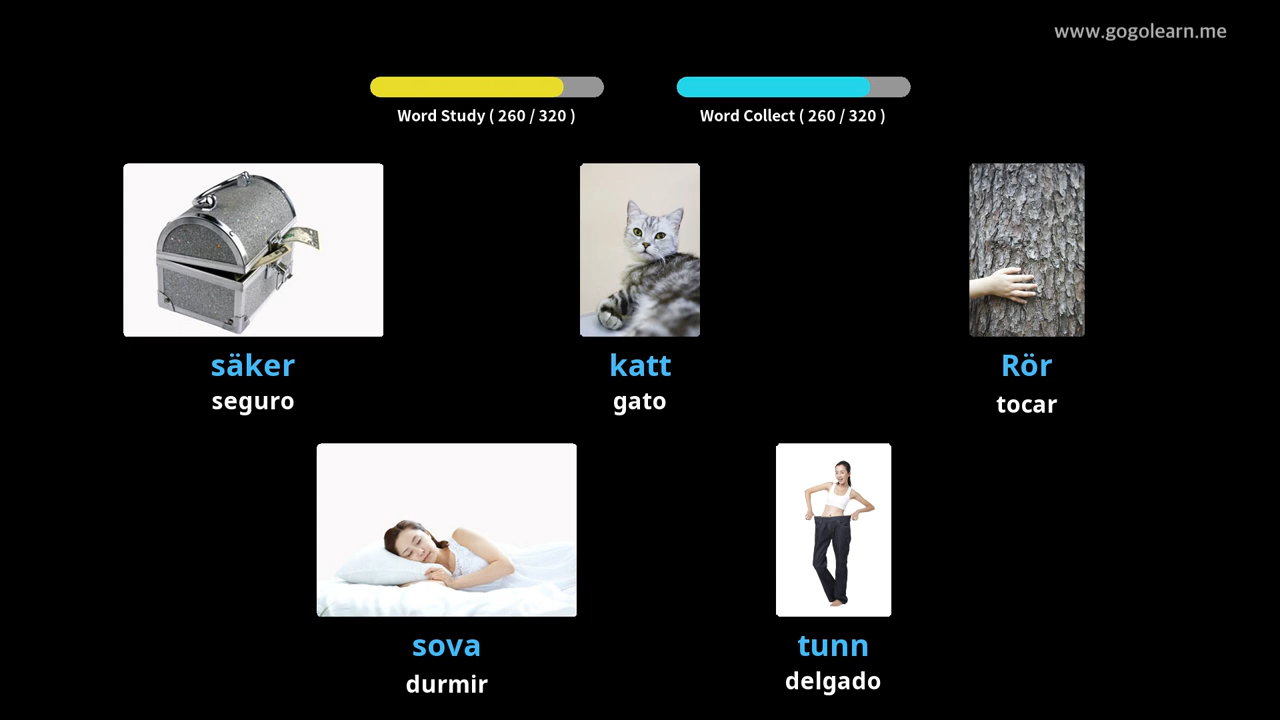 www.gogolearn.me
Word Study ( 260 / 320 )
Word Collect ( 260 / 320 )
säker
seguro
katt
gato
Rör
tocar
sova
durmir
tunn
delgado